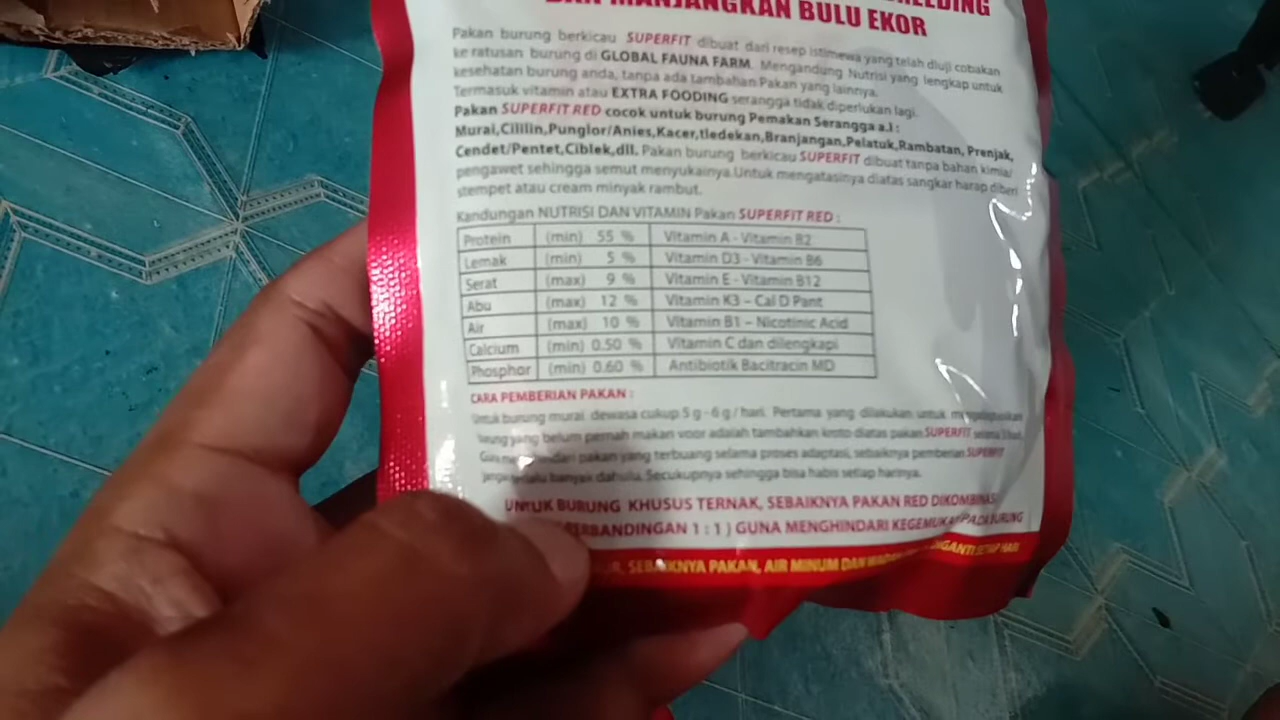 MANJANGKAN BULU EKOR
Pakan burung berkicau SUPERFIT dibuat dari resep istimewa yang telah diuji cobakan
ke ratusan burung di GLOBAL FAUNA FARM. Mengandung Nutrisi yang lengkap untuk
kesehatan burung anda, tanpa ada tambahan Pakan yang lainnya.
Termasuk vitamin atau EXTRA FOODING serangga tidak diperlukan lagi.
Pakan SUPERFIT RED cocok untuk burung Pemakan Serangga a.l :
Murai,Cililin,Punglor/Anies,Kacer,tledekan,Branjangan,Pelatuk,Rambatan, Prenjak,
Cendet/Pentet,Ciblek,dll. Pakan burung berkicau SUPERFIT dibuat tanpa bahan kimia/
pengawet sehingga semut menyukainya.Untuk mengatasinya diatas sangkar harap diberi
stempet atau cream minyak rambut.
Kandungan NUTRISI DAN VITAMIN Pakan SUPERFIT RED :
Protein (min) 55 % Vitamin A - Vitamin B2
Lemak (min) 5 % Vitamin D3 - Vitamin B6
Serat (max) 9 % Vitamin E - Vitamin B12
Abu (max) 12 % Vitamin K3 – Cal D Pant
Air (max) 10 % Vitamin B1 – Nicotinic Acid
Calcium (min) 0.50 % Vitamin C dan dilengkapi
Phosphor (min) 0.60 % Antibiotik Bacitracin MD
CARA PEMBERIAN PAKAN :
Untuk burung murai dewasa cukup 5 g - 6 g / hari. Pertama yang dilakukan untuk
burung yang belum pernah makan voor adalah tambahkan kroto diatas pakan SUPERFIT
pakan yang terbuang selama proses adaptasi, sebaiknya pemberian SUPERFIT
jangan terlalu banyak dahulu. Secukupnya sehingga bisa habis setiap harinya.
UNTUK BURUNG KHUSUS TERNAK, SEBAIKNYA PAKAN RED DIKOMBINASI
1 : 1 ) GUNA MENGHINDARI KEGEMUKAN PADA BURUNG
SEBAIKNYA PAKAN, AIR MINUM DAN SETIAP HARI